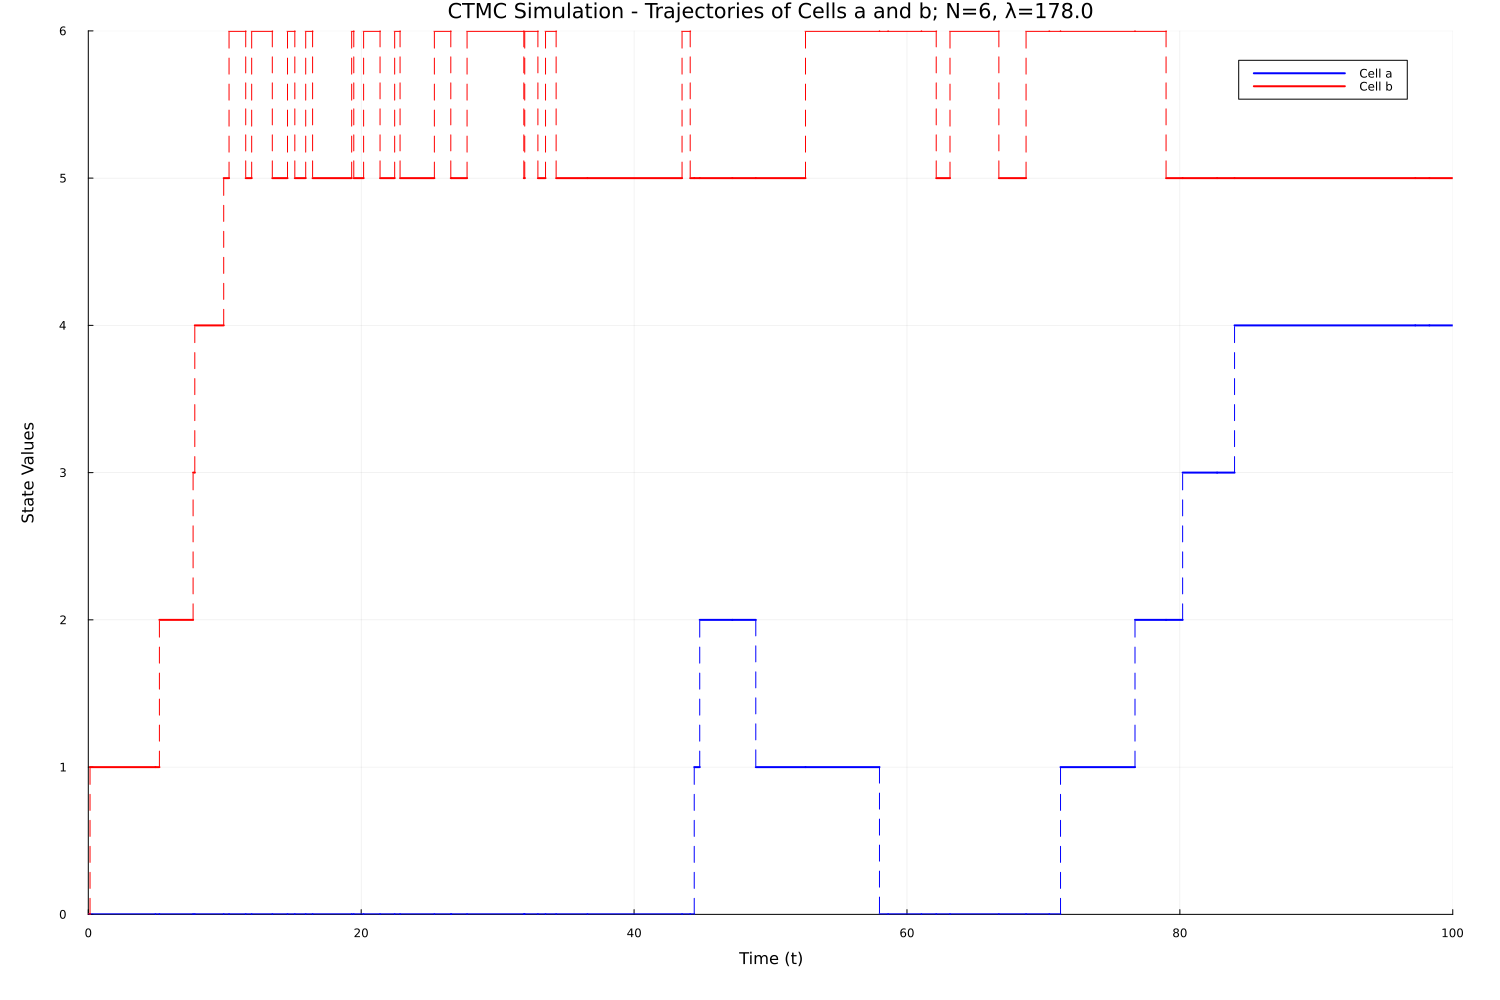 CTMC Simulation - Trajectories of Cells a and b; N=6, λ=178.0
6
5
4
3
2
1
0
State Values
Cell a
Cell b
0 20 40 60 80 100
Time (t)